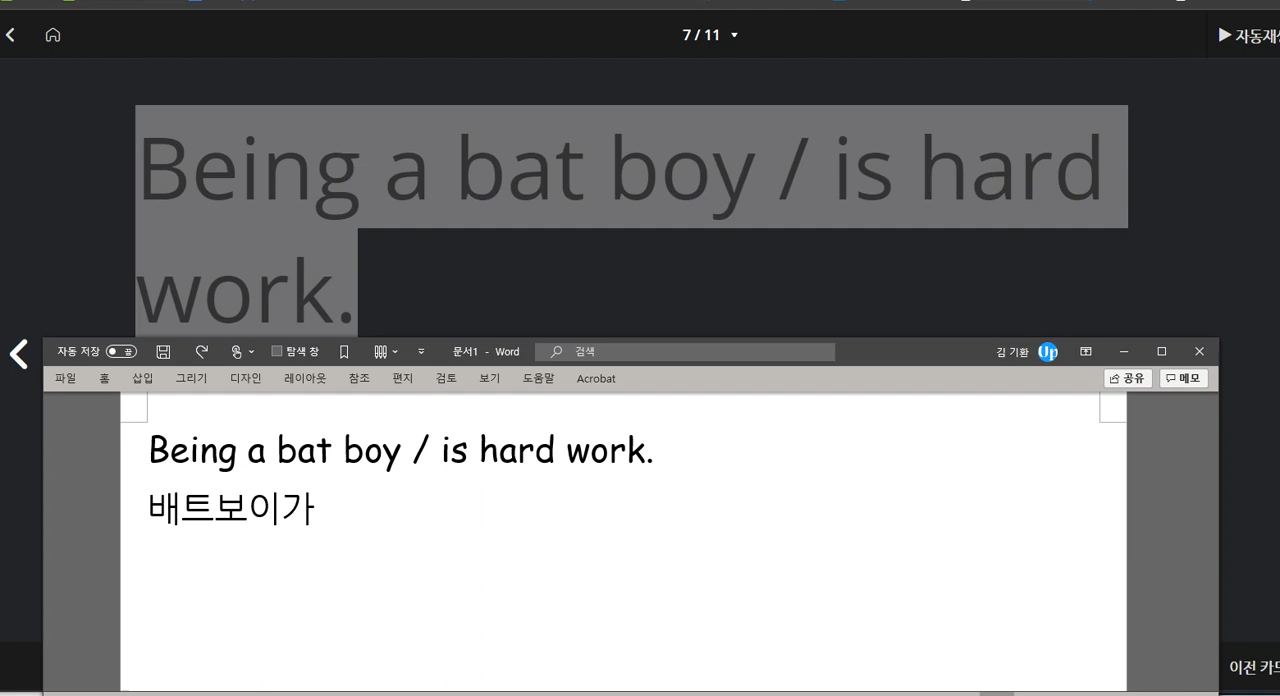 7 / 11
▶ 자동재
Being a bat boy / is hard
work.
자동 저장 끔
탐색 창
문서1 - Word
검색
김 기환
Up
파일 홈 삽입 그리기 디자인 레이아웃 참조 편지 검토 보기 도움말 Acrobat
공유 메모
Being a bat boy / is hard work.
배트보이가
이전 카